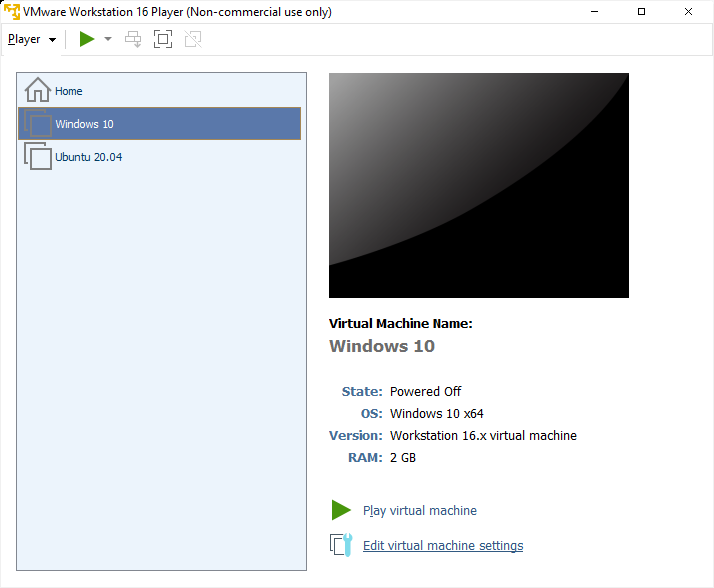 VMware Workstation 16 Player (Non-commercial use only)
Player
Home
Windows 10
Ubuntu 20.04
Virtual Machine Name:
Windows 10
State: Powered Off
OS: Windows 10 x64
Version: Workstation 16.x virtual machine
RAM: 2 GB
Play virtual machine
Edit virtual machine settings